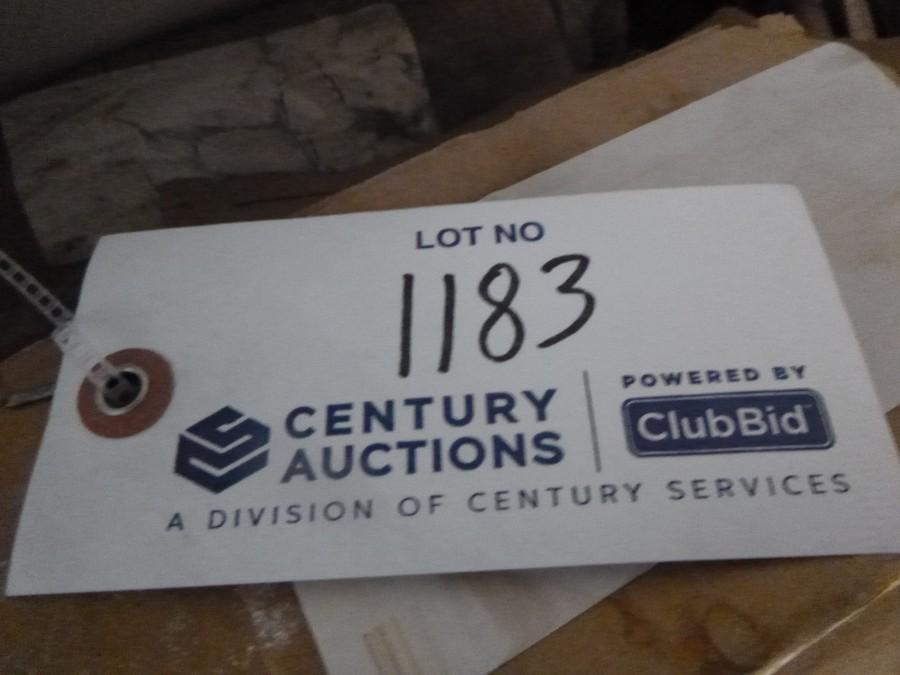 LOT NO
1183
CENTURY
AUCTIONS
POWERED BY
ClubBid
A DIVISION OF CENTURY SERVICES